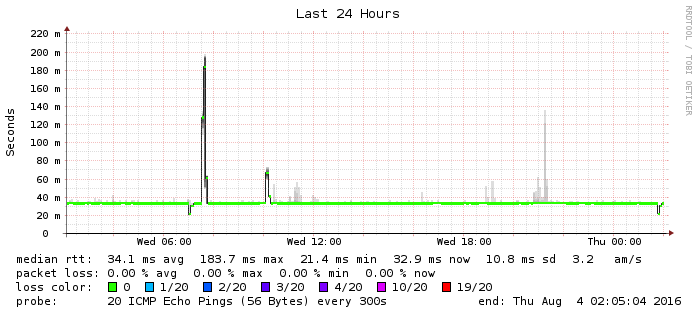 Last 24 Hours
RRDTOOL / TOBI OETIKER
Seconds
220 m
200 m
180 m
160 m
140 m
120 m
100 m
80 m
60 m
40 m
20 m
0
Wed 06:00 Wed 12:00 Wed 18:00 Thu 00:00
median rtt: 34.1 ms avg 183.7 ms max 21.4 ms min 32.9 ms now 10.8 ms sd 3.2 am/s
packet loss: 0.00 % avg 0.00 % max 0.00 % min 0.00 % now
loss color: 0 1/20 2/20 3/20 4/20 10/20 19/20
probe: 20 ICMP Echo Pings (56 Bytes) every 300s end: Thu Aug 4 02:05:04 2016